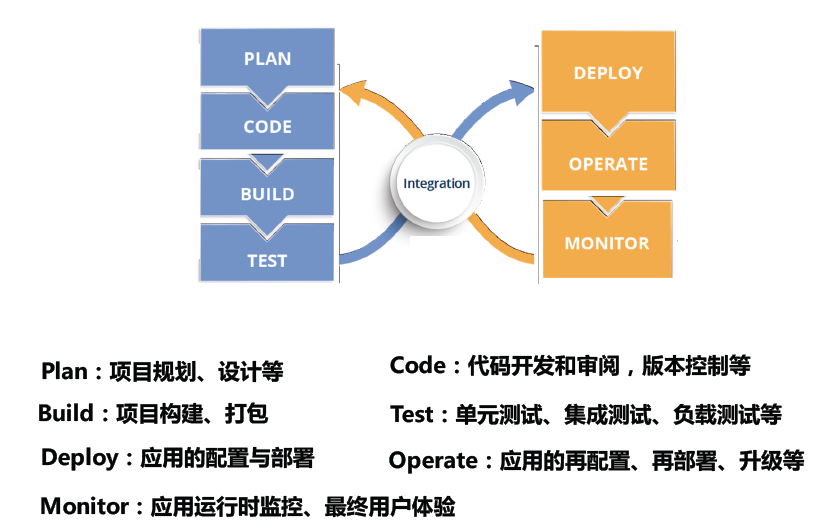 PLAN
CODE
BUILD
TEST
Integration
DEPLOY
OPERATE
MONITOR
Plan：项目规划、设计等
Code：代码开发和审阅，版本控制等
Build：项目构建、打包
Test：单元测试、集成测试、负载测试等
Deploy：应用的配置与部署
Operate：应用的再配置、再部署、升级等
Monitor：应用运行时监控、最终用户体验